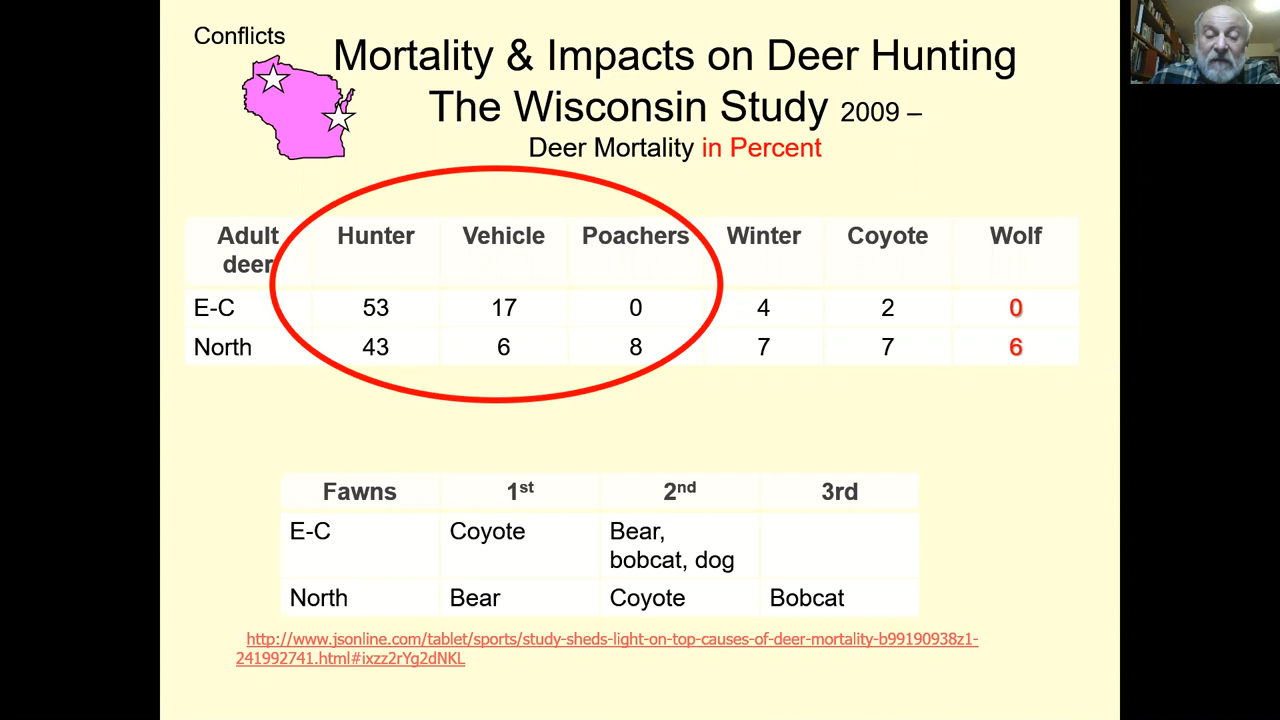 Conflicts
Mortality & Impacts on Deer Hunting
The Wisconsin Study 2009 –
Deer Mortality in Percent
Adult deer Hunter Vehicle Poachers Winter Coyote Wolf
E-C 53 17 0 4 2 0
North 43 6 8 7 7 6
Fawns 1st 2nd 3rd
E-C Coyote Bear,
bobcat, dog
North Bear Coyote Bobcat
http://www.jsonline.com/tablet/sports/study-sheds-light-on-top-causes-of-deer-mortality-b99190938z1-
241992741.html#ixzz2rYg2dNKL